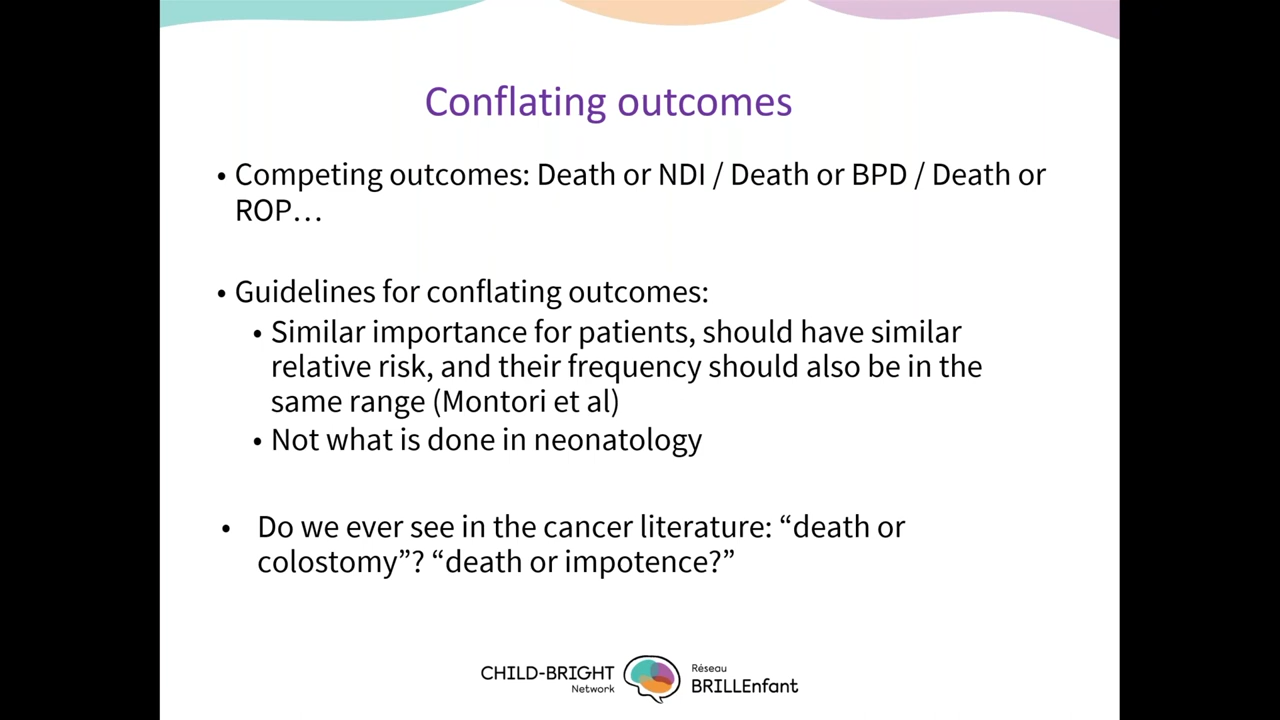 Conflating outcomes
• Competing outcomes: Death or NDI / Death or BPD / Death or
ROP…
• Guidelines for conflating outcomes:
• Similar importance for patients, should have similar
relative risk, and their frequency should also be in the
same range (Montori et al)
• Not what is done in neonatology
• Do we ever see in the cancer literature: “death or
colostomy”? “death or impotence?”
CHILD-BRIGHT
Network
Réseau
BRILLEnfant